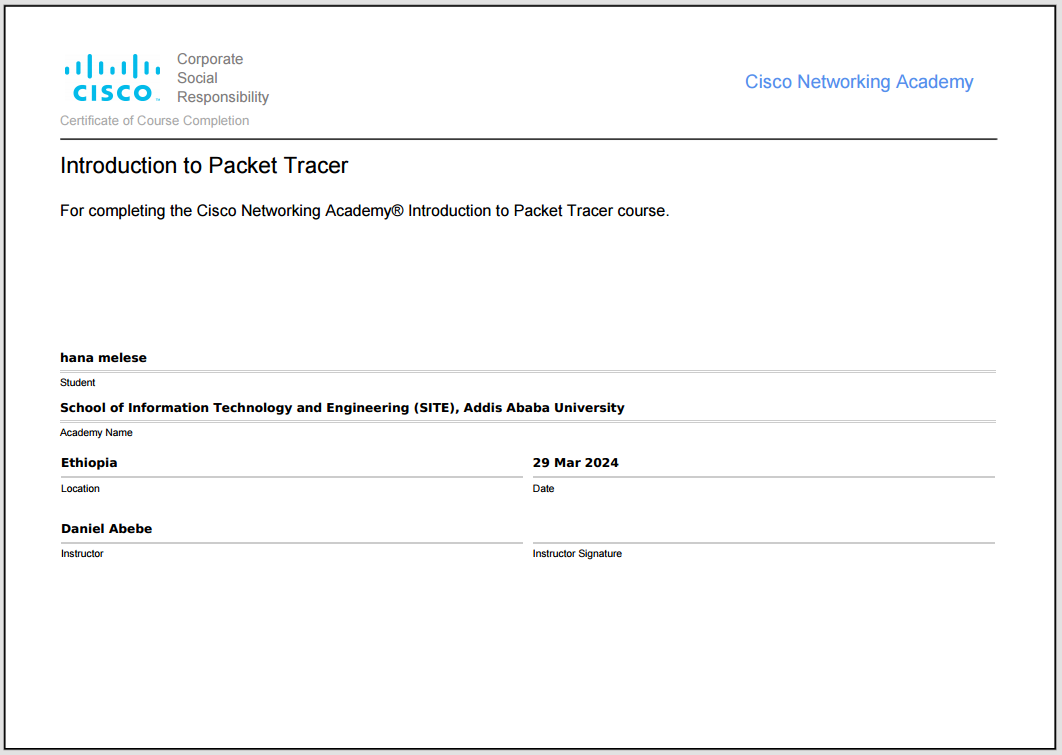 CISCO™
Corporate
Social
Responsibility
Cisco Networking Academy
Certificate of Course Completion
Introduction to Packet Tracer
For completing the Cisco Networking Academy® Introduction to Packet Tracer course.
hana melese
Student
School of Information Technology and Engineering (SITE), Addis Ababa University
Academy Name
Ethiopia
Location
29 Mar 2024
Date
Daniel Abebe
Instructor
Instructor Signature